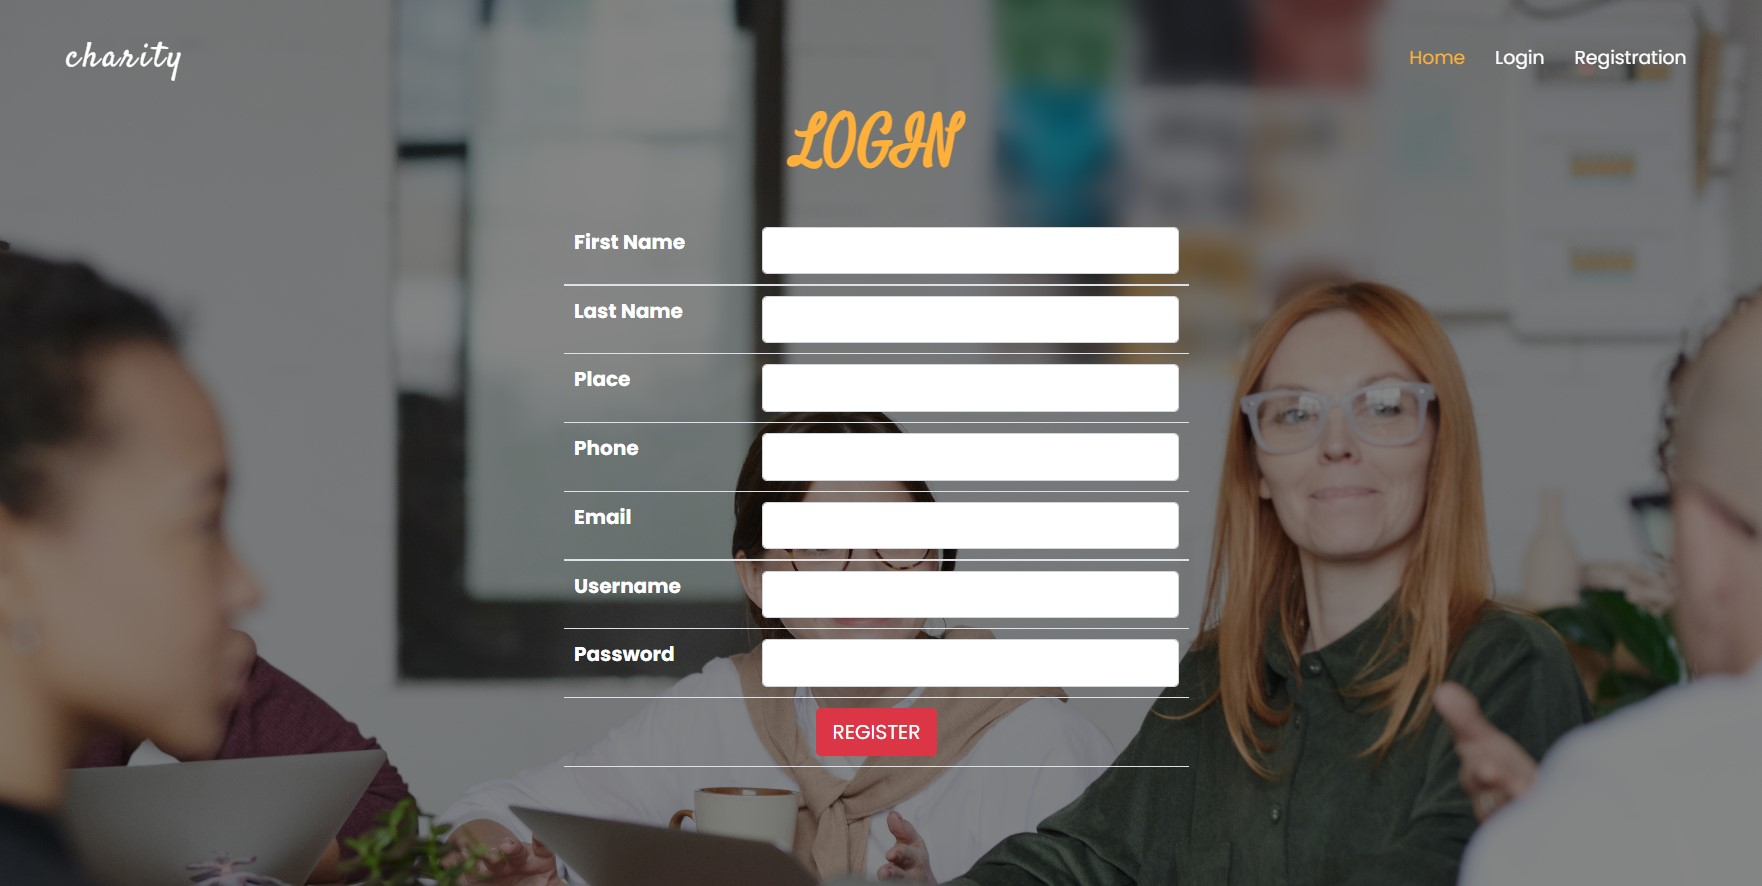 charity
Home Login Registration
LOGIN
First Name
Last Name
Place
Phone
Email
Username
Password
REGISTER